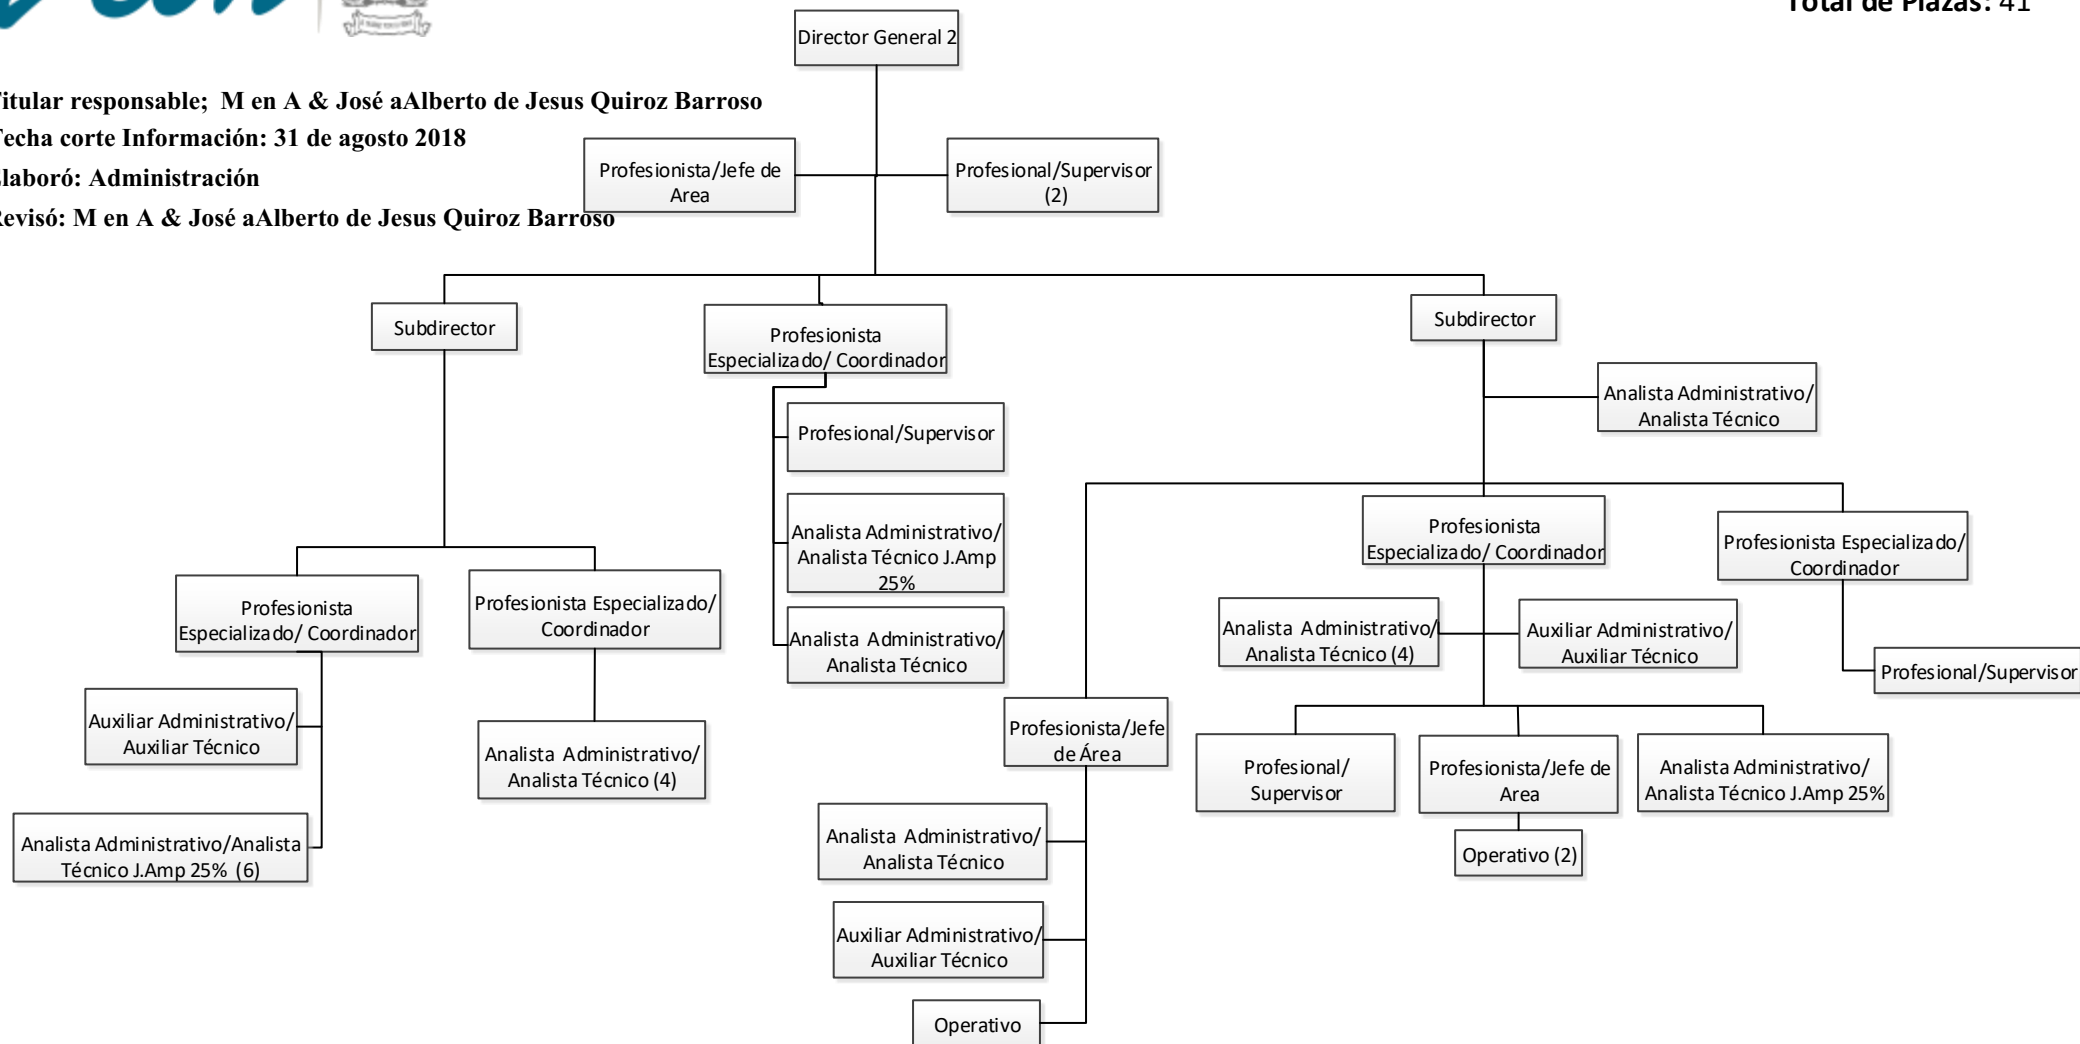 Total de Plazas: 41
Director General 2
Titular responsable; M en A & José aAlberto de Jesus Quiroz Barroso
Fecha corte Información: 31 de agosto 2018
Elaboró: Administración
Revisó: M en A & José aAlberto de Jesus Quiroz Barroso
Profesionista/Jefe de
Area
Profesional/Supervisor
(2)
Subdirector
Profesionista
Especializado/ Coordinador
Subdirector
Profesional/Supervisor
Analista Administrativo/
Analista Técnico J.Amp
25%
Analista Administrativo/
Analista Técnico
Analista Administrativo/
Analista Técnico
Profesionista
Especializado/ Coordinador
Profesionista Especializado/
Coordinador
Auxiliar Administrativo/
Auxiliar Técnico
Analista Administrativo/Analista
Técnico J.Amp 25% (6)
Analista Administrativo/
Analista Técnico (4)
Profesionista/Jefe
de Área
Analista Administrativo/
Analista Técnico
Auxiliar Administrativo/
Auxiliar Técnico
Operativo
Profesionista
Especializado/ Coordinador
Analista Administrativo/
Analista Técnico (4)
Auxiliar Administrativo/
Auxiliar Técnico
Profesional/
Supervisor
Profesionista/Jefe de
Area
Operativo (2)
Analista Administrativo/
Analista Técnico J.Amp 25%
Profesionista Especializado/
Coordinador
Profesional/Supervisor